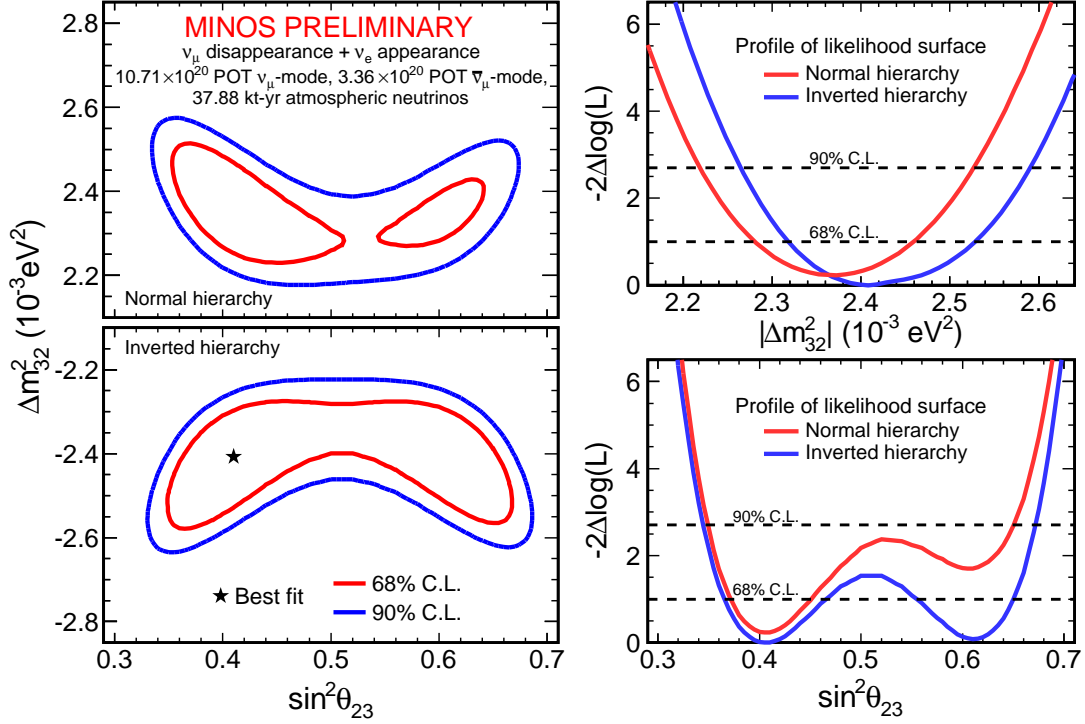 MINOS PRELIMINARY
νμ disappearance + νe appearance
10.71×10²⁰ POT νμ-mode, 3.36×10²⁰ POT ν̄μ-mode,
37.88 kt-yr atmospheric neutrinos
2.8
2.6
2.4
2.2
Normal hierarchy
Δm²₃₂ (10⁻³eV²)
Inverted hierarchy
-2.2
-2.4
-2.6
-2.8
Best fit
68% C.L.
90% C.L.
0.3 0.4 0.5 0.6 0.7
sin²θ₂₃
-2Δlog(L)
6
4
2
0
Profile of likelihood surface
Normal hierarchy
Inverted hierarchy
90% C.L.
68% C.L.
2.2 2.3 2.4 2.5 2.6
|Δm²₃₂| (10⁻³ eV²)
-2Δlog(L)
6
4
2
0
Profile of likelihood surface
Normal hierarchy
Inverted hierarchy
90% C.L.
68% C.L.
0.3 0.4 0.5 0.6 0.7
sin²θ₂₃